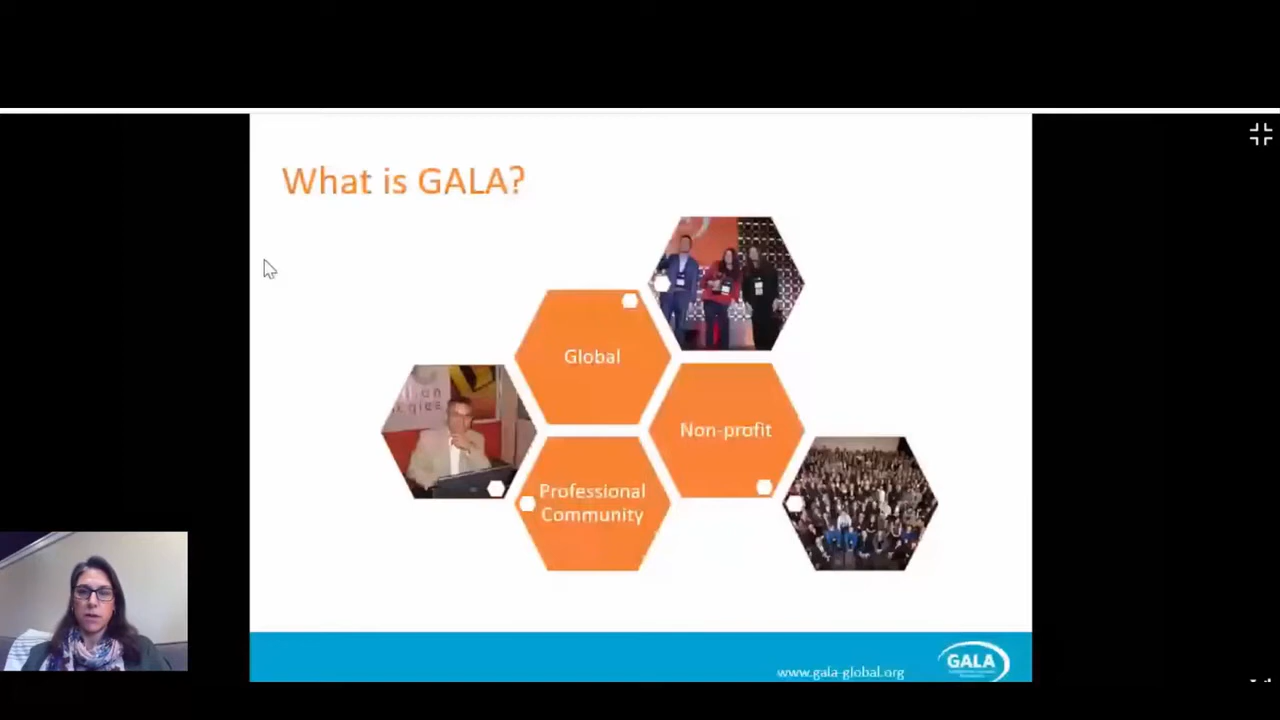 What is GALA?
Global
Non-profit
Professional
Community
www.gala-global.org
GALA